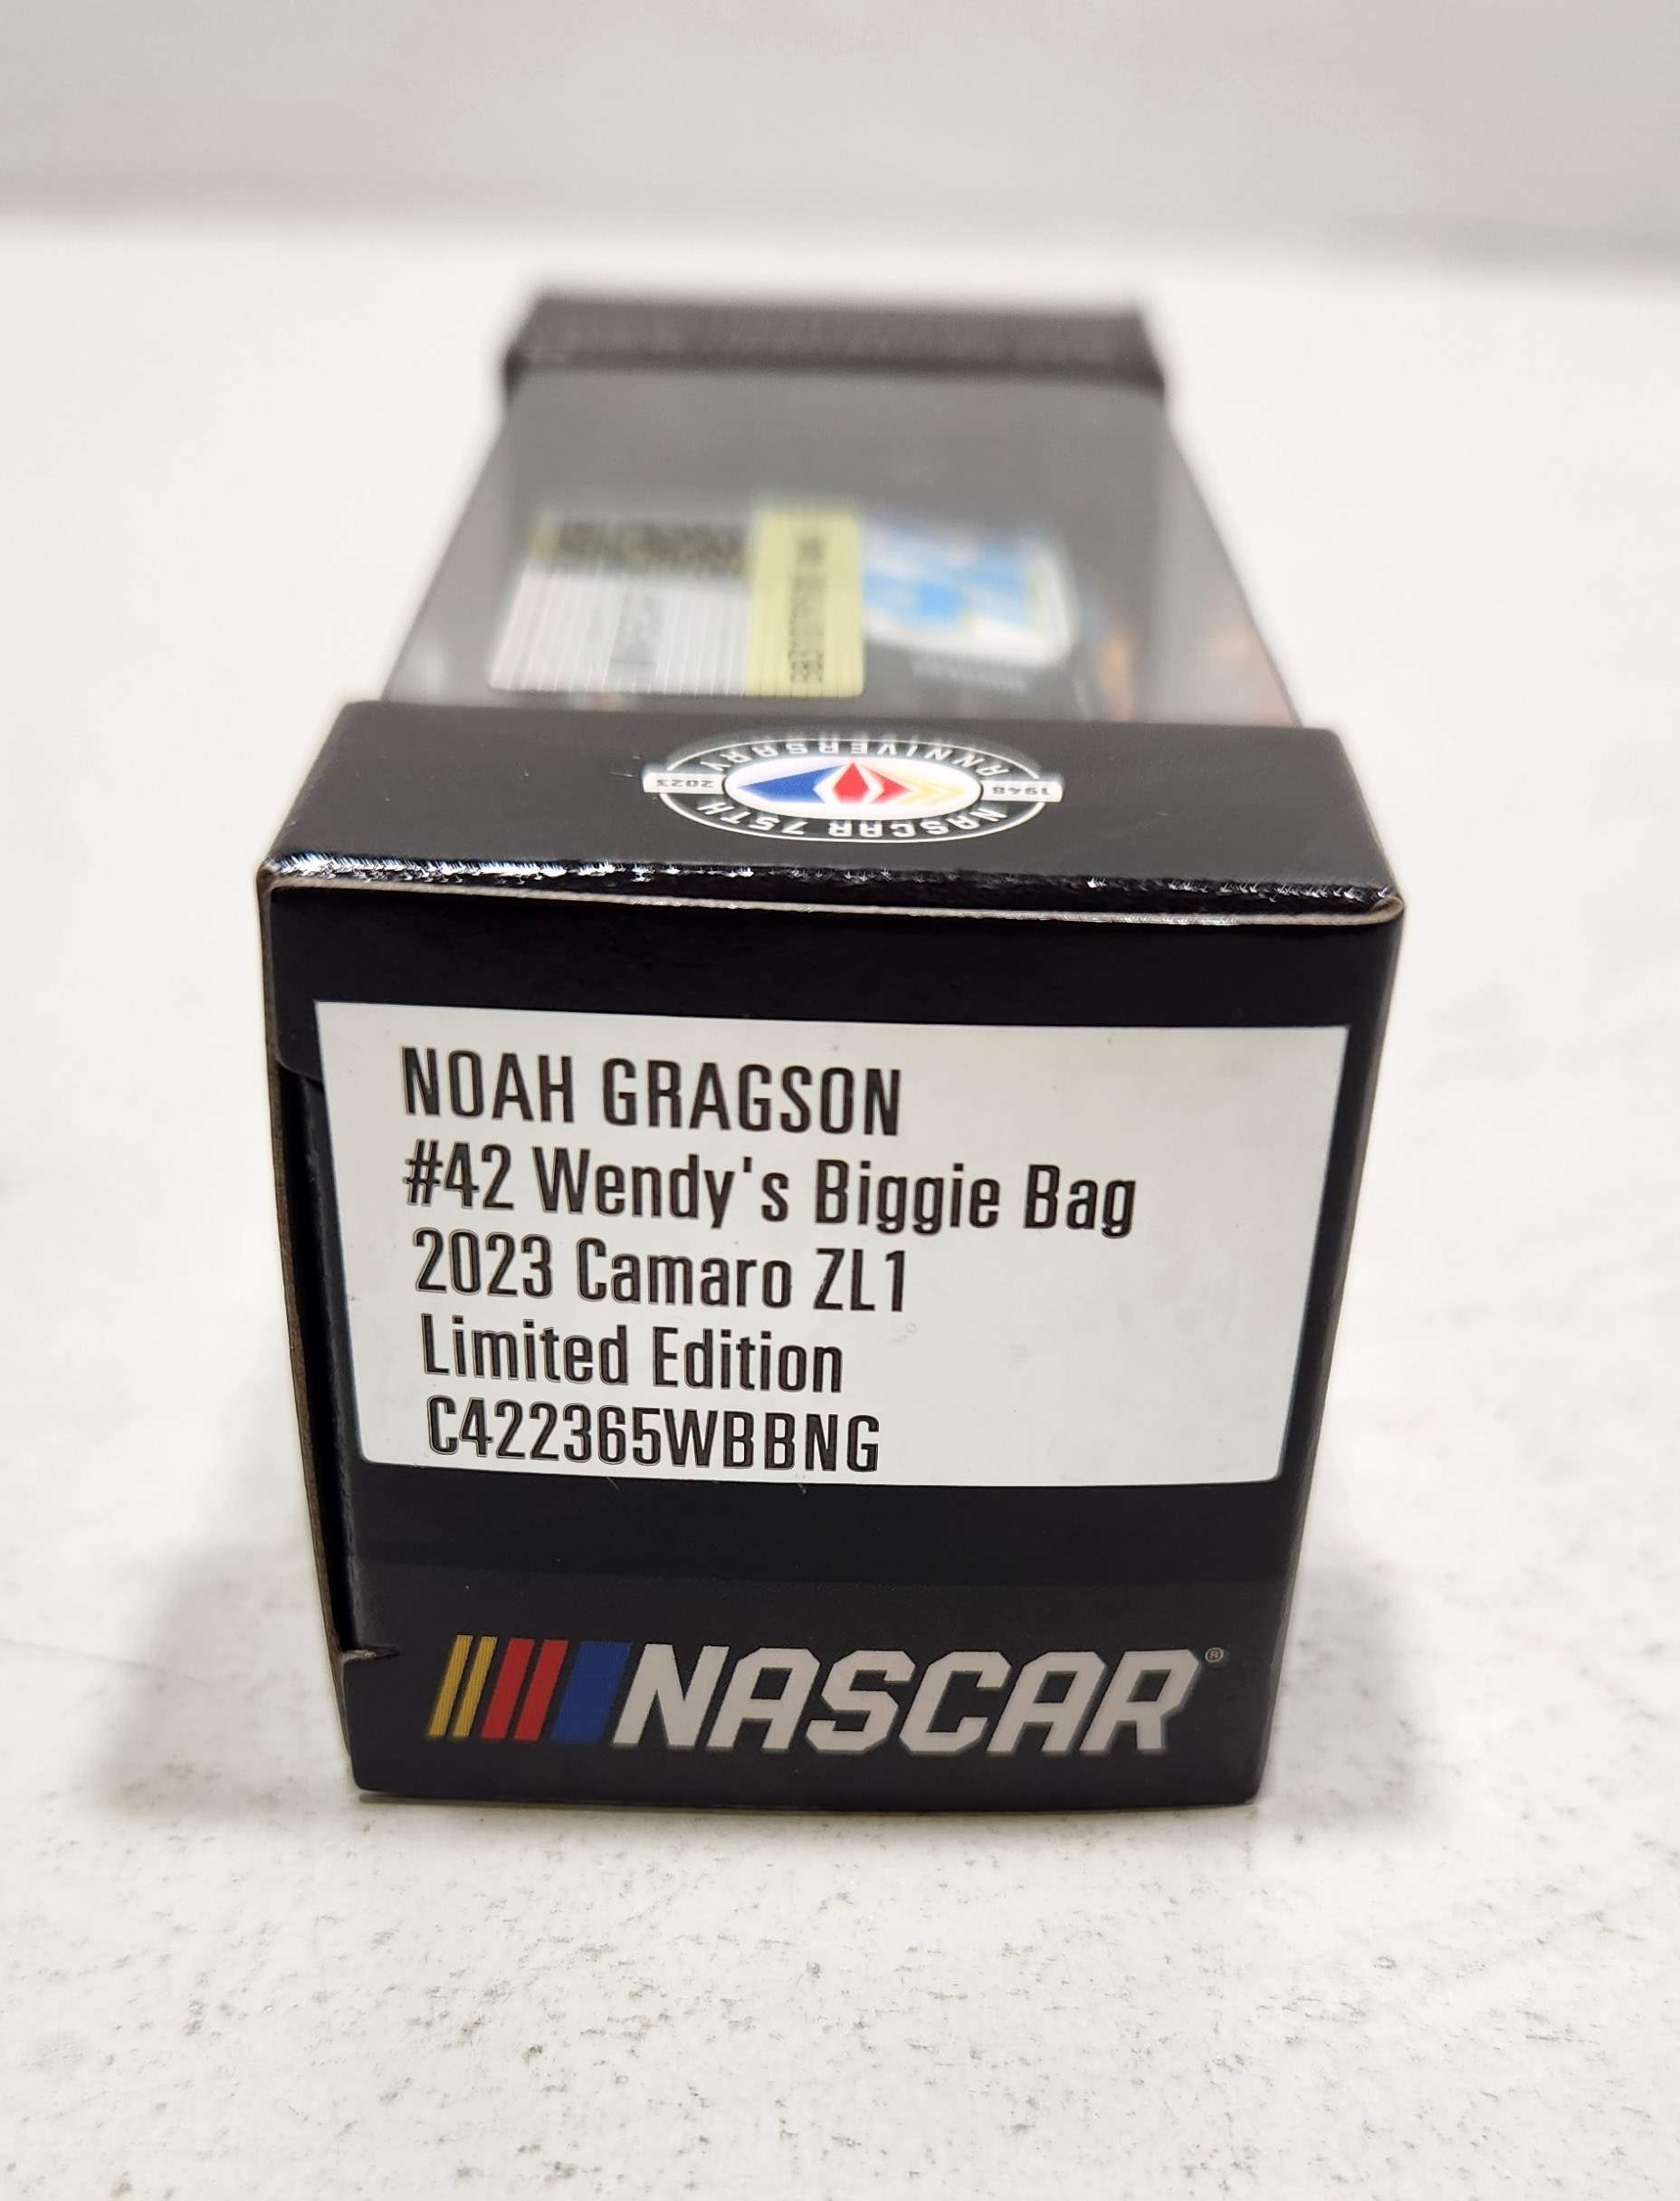 NASCAR 75TH ANNIVERSARY
1948 2023
NOAH GRAGSON
#42 Wendy's Biggie Bag
2023 Camaro ZL1
Limited Edition
C422365WBBNG
NASCAR®